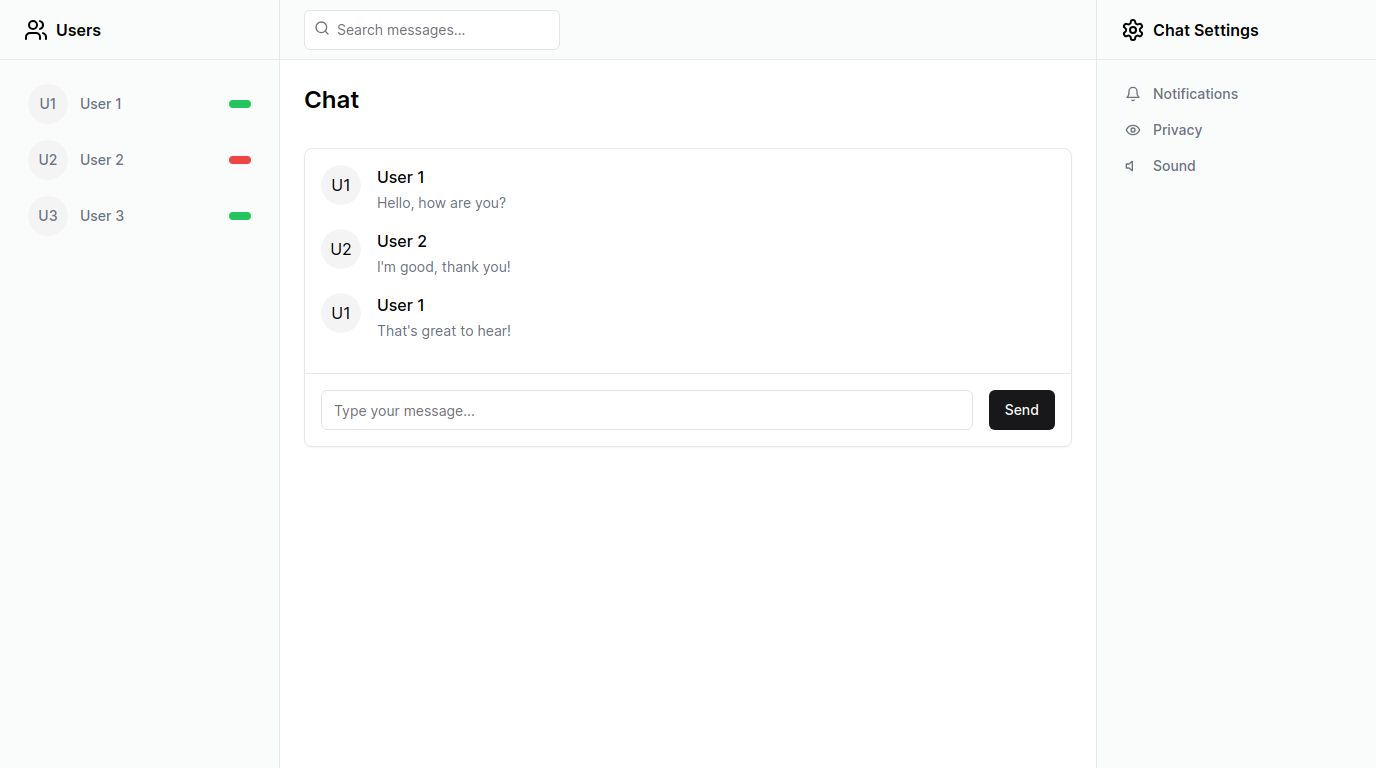 Users
U1 User 1
U2 User 2
U3 User 3
Search messages...
Chat
U1 User 1
Hello, how are you?
U2 User 2
I'm good, thank you!
U1 User 1
That's great to hear!
Type your message...
Send
Chat Settings
Notifications
Privacy
Sound